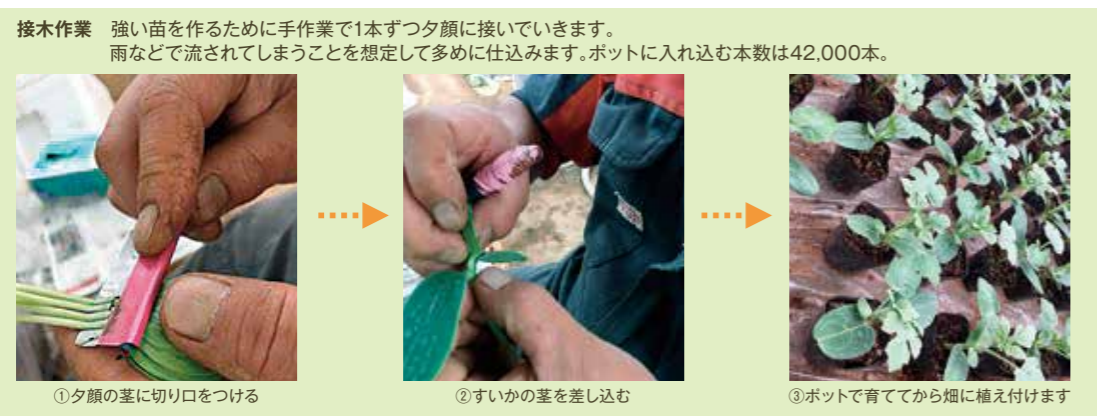 接木作業 強い苗を作るために手作業で1本ずつ夕顔に接いでいきます。
雨などで流されてしまうことを想定して多めに仕込みます。ポットに入れ込む本数は42,000本。
①夕顔の茎に切り口をつける
②すいかの茎を差し込む
③ポットで育ててから畑に植え付けます